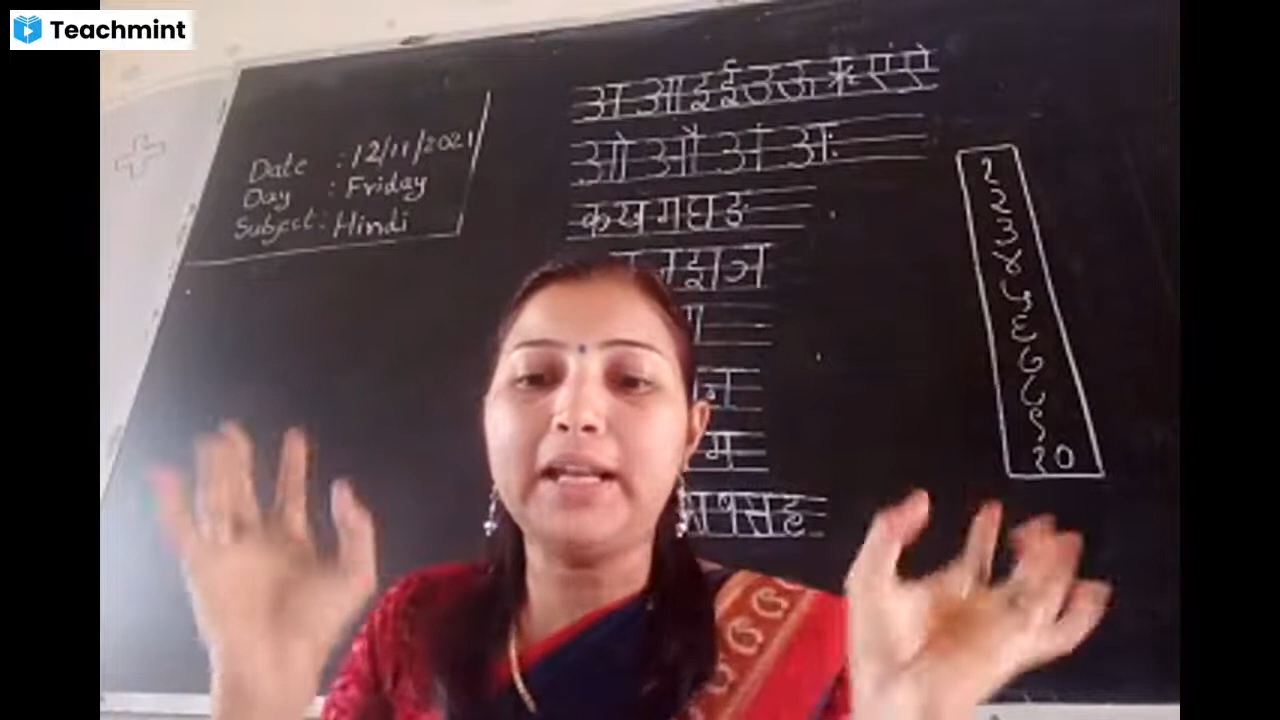 Teachmint
Date : 12/11/2021
Day : Friday
Subject : Hindi
अ आ इ ई उ ऊ ऋ ए ऐ
ओ औ अं अः
क ख ग घ ङ
ज झ ञ
ण
न
म
ष स ह
१
२
३
४
५
६
७
८
९
१०